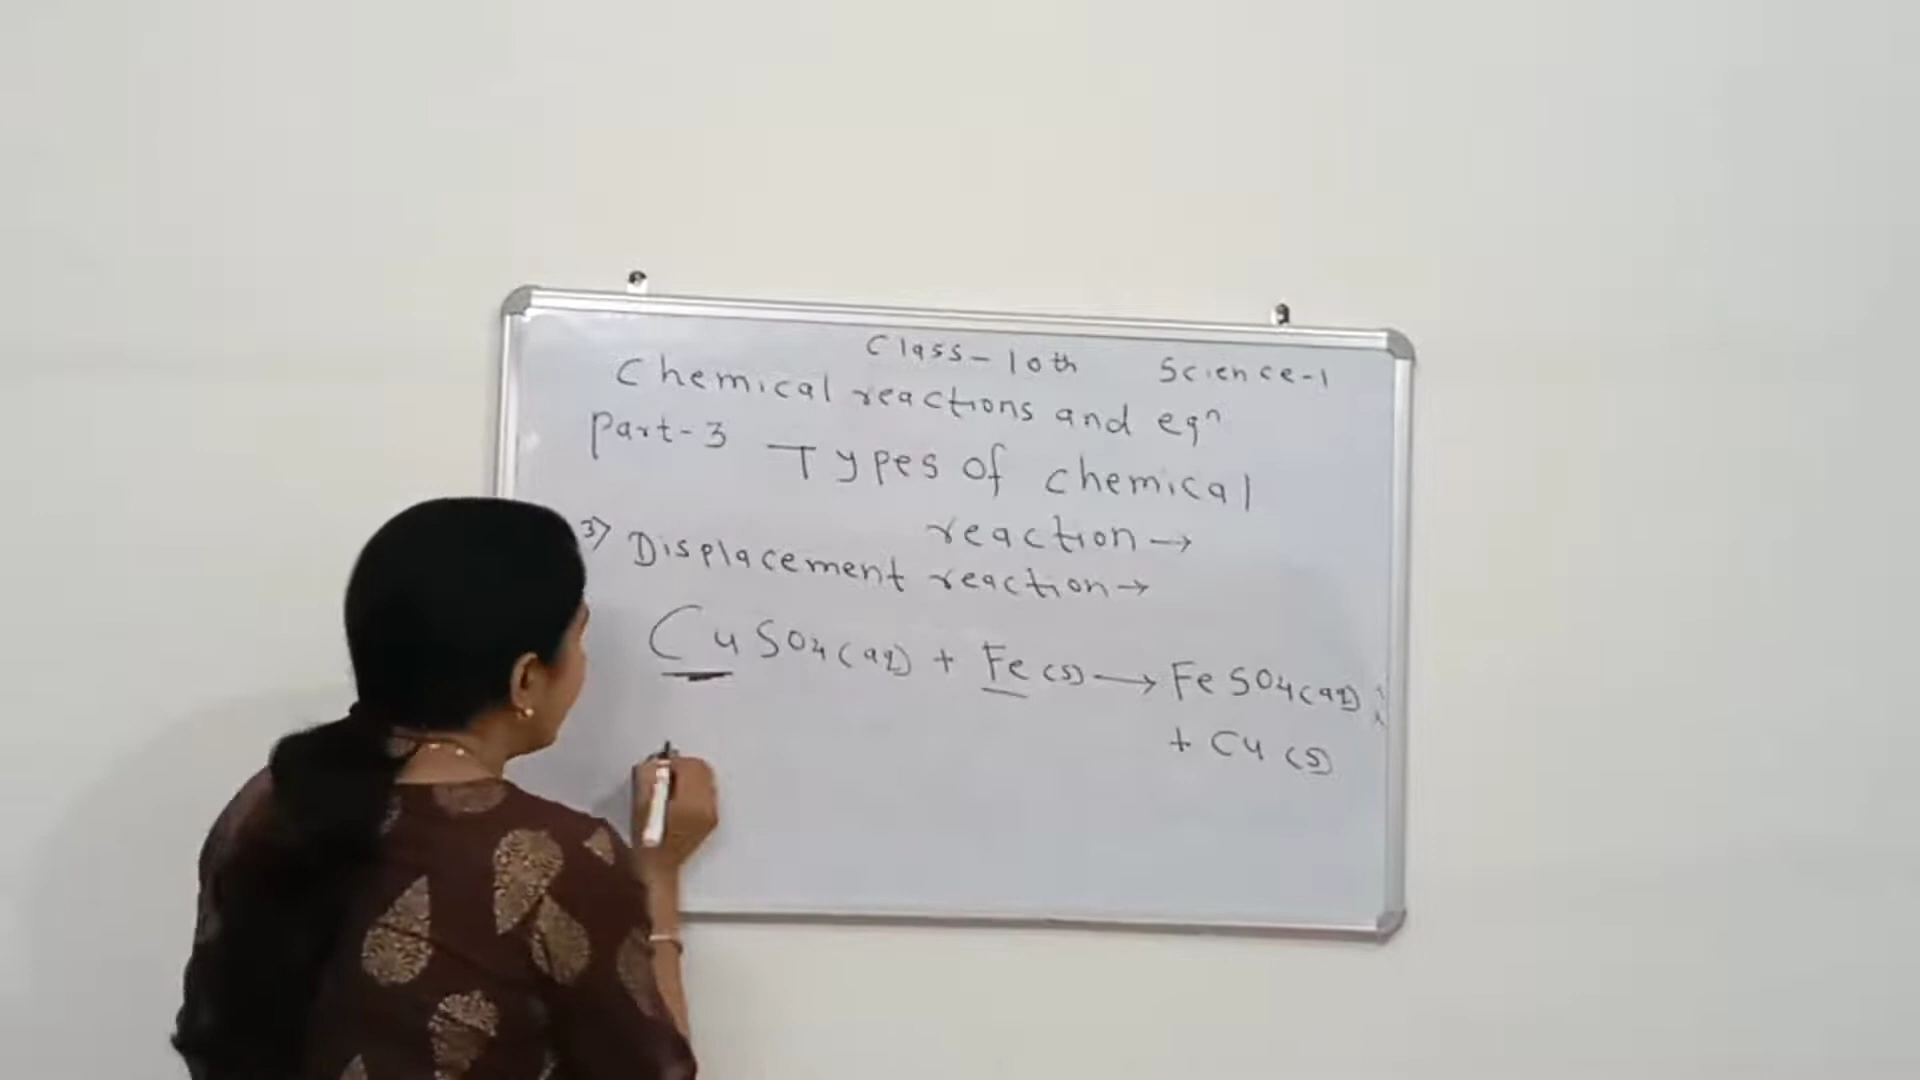 Class-10th Science-1
Chemical reactions and eqⁿ
Part-3 Types of chemical
reaction→
3) Displacement reaction→
CuSO4(aq) + Fe(s)→FeSO4(aq)
+ Cu(s)